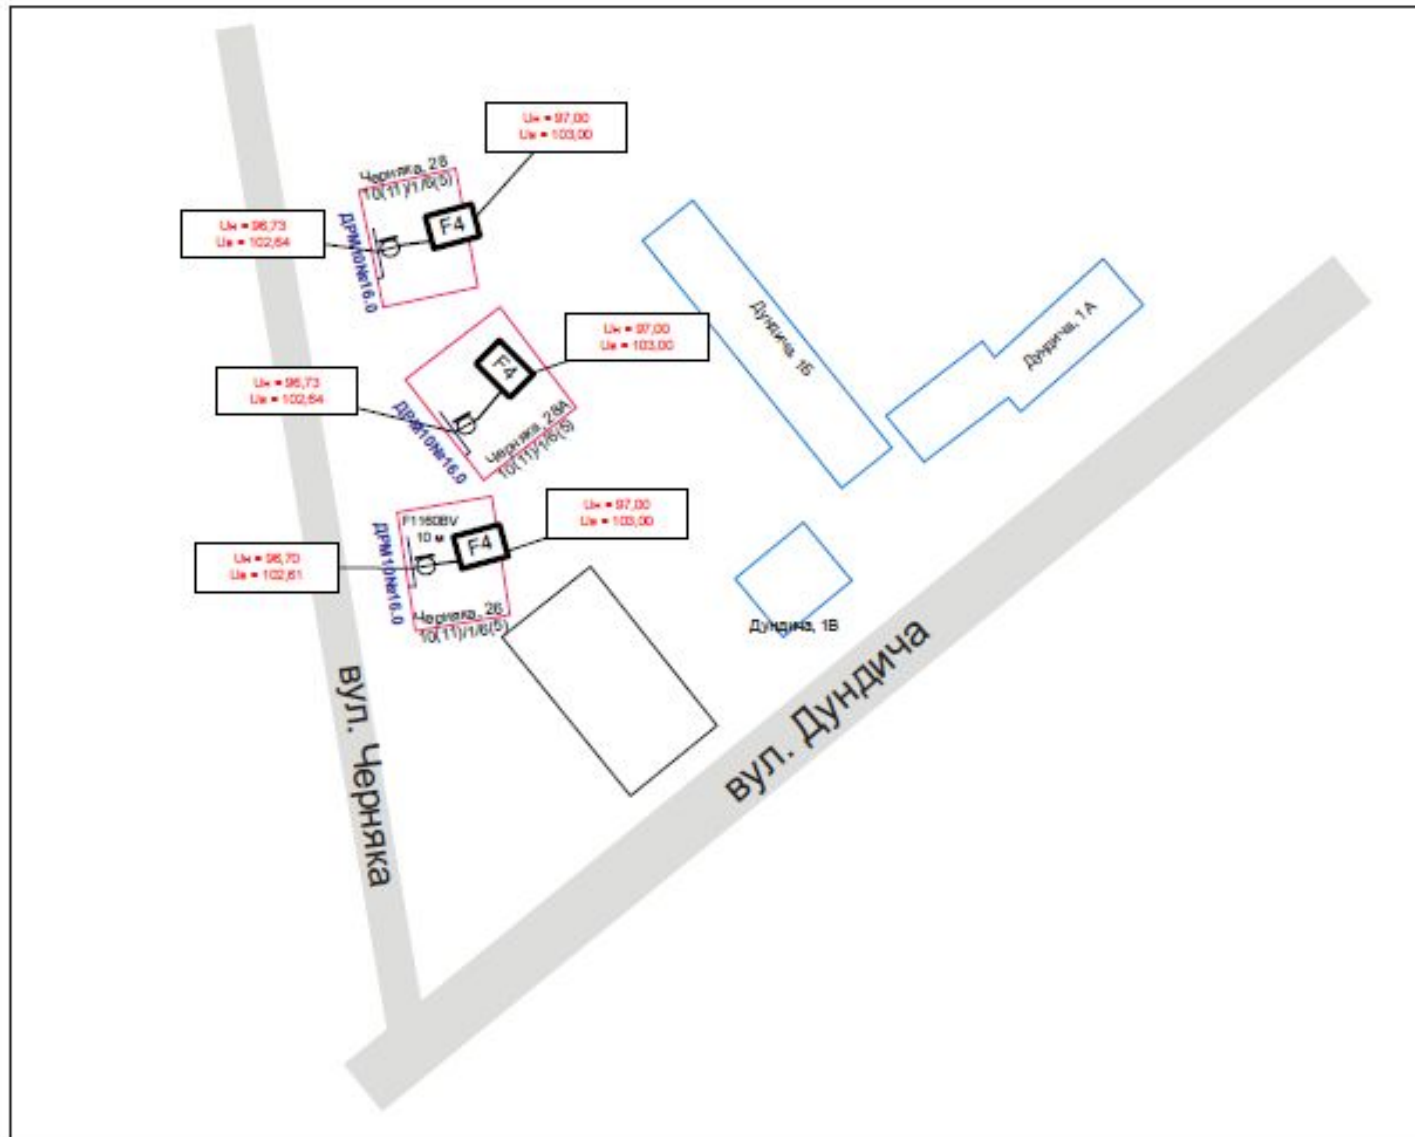 Uн = 97,00
Uв = 103,00
Черняка, 28
10(11)/1/6(5)
F4
Uн = 96,73
Uв = 102,64
ДРМ10№16.0
Uн = 97,00
Uв = 103,00
F4
Uн = 96,73
Uв = 102,64
ДРМ10№16.0
Черняка, 28А
10(11)/1/6(5)
Дундича, 1Б
Дундича, 1 А
Uн = 97,00
Uв = 103,00
F1160BV
10 м
F4
Uн = 96,70
Uв = 102,61
ДРМ10№16.0
Черняка, 26
10(11)/1/6(5)
Дундича, 1В
вул. Черняка
вул. Дундича